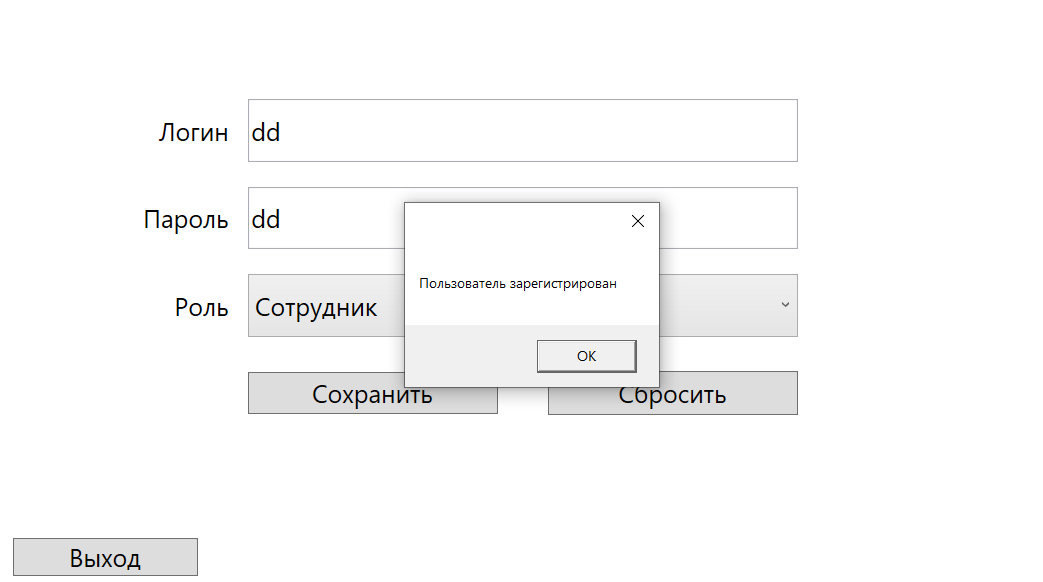 Логин
dd
Пароль
dd
Роль
Сотрудник
Пользователь зарегистрирован
OK
Сохранить
Сбросить
Выход